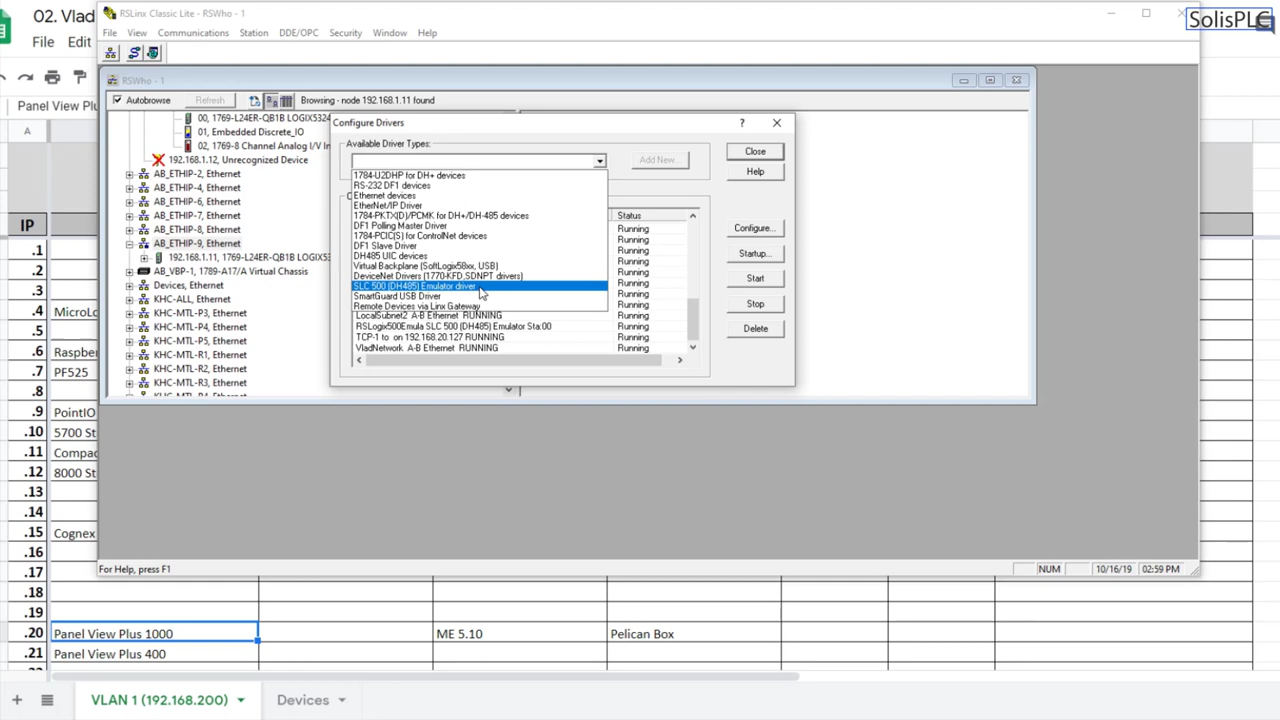 02. Vlad
File Edit
Panel View Plu
A
IP
.1
.2
.3
.4 MicroLo
.6 Raspber
.7 PF525
.8
.9 PointIO
.10 5700 St
.11 Compac
.12 8000 St
.13
.14
.15 Cognex
.16
.17
.18
.19
.20 Panel View Plus 1000 ME 5.10 Pelican Box
.21 Panel View Plus 400
VLAN 1 (192.168.200) Devices
SolisPLC
RSLinx Classic Lite - RSWho - 1
File View Communications Station DDE/OPC Security Window Help
RSWho - 1
Autobrowse Refresh Browsing - node 192.168.1.11 found
00, 1769-L24ER-QB1B LOGIX5324
01, Embedded Discrete_IO
02, 1769-8 Channel Analog I/V In
192.168.1.12, Unrecognized Device
AB_ETHIP-2, Ethernet
AB_ETHIP-4, Ethernet
AB_ETHIP-6, Ethernet
AB_ETHIP-7, Ethernet
AB_ETHIP-8, Ethernet
AB_ETHIP-9, Ethernet
192.168.1.11, 1769-L24ER-QB1B LOGIX53
AB_VBP-1, 1789-A17/A Virtual Chassis
Devices, Ethernet
KHC-ALL, Ethernet
KHC-MTL-P3, Ethernet
KHC-MTL-P4, Ethernet
KHC-MTL-P5, Ethernet
KHC-MTL-R1, Ethernet
KHC-MTL-R2, Ethernet
KHC-MTL-R3, Ethernet
KHC-MTL-R4, Ethernet
Configure Drivers
Available Driver Types:
Add New...
Close
Help
1784-U2DHP for DH+ devices
RS-232 DF1 devices
Ethernet devices
EtherNet/IP Driver
1784-PKTX(D)/PCMK for DH+/DH-485 devices
DF1 Polling Master Driver
1784-PCIC(S) for ControlNet devices
DF1 Slave Driver
DH485 UIC devices
Virtual Backplane (SoftLogix58xx, USB)
DeviceNet Drivers (1770-KFD,SDNPT drivers)
SLC 500 (DH485) Emulator driver
SmartGuard USB Driver
Remote Devices via Linx Gateway
Status
Running
Running
Running
Running
Running
Running
Running
Running
LocalSubnet2 A-B Ethernet RUNNING Running
RSLogix500Emula SLC 500 (DH485) Emulator Sta:00 Running
TCP-1 to on 192.168.20.127 RUNNING Running
VladNetwork A-B Ethernet RUNNING Running
Configure...
Startup...
Start
Stop
Delete
For Help, press F1 NUM 10/16/19 02:59 PM